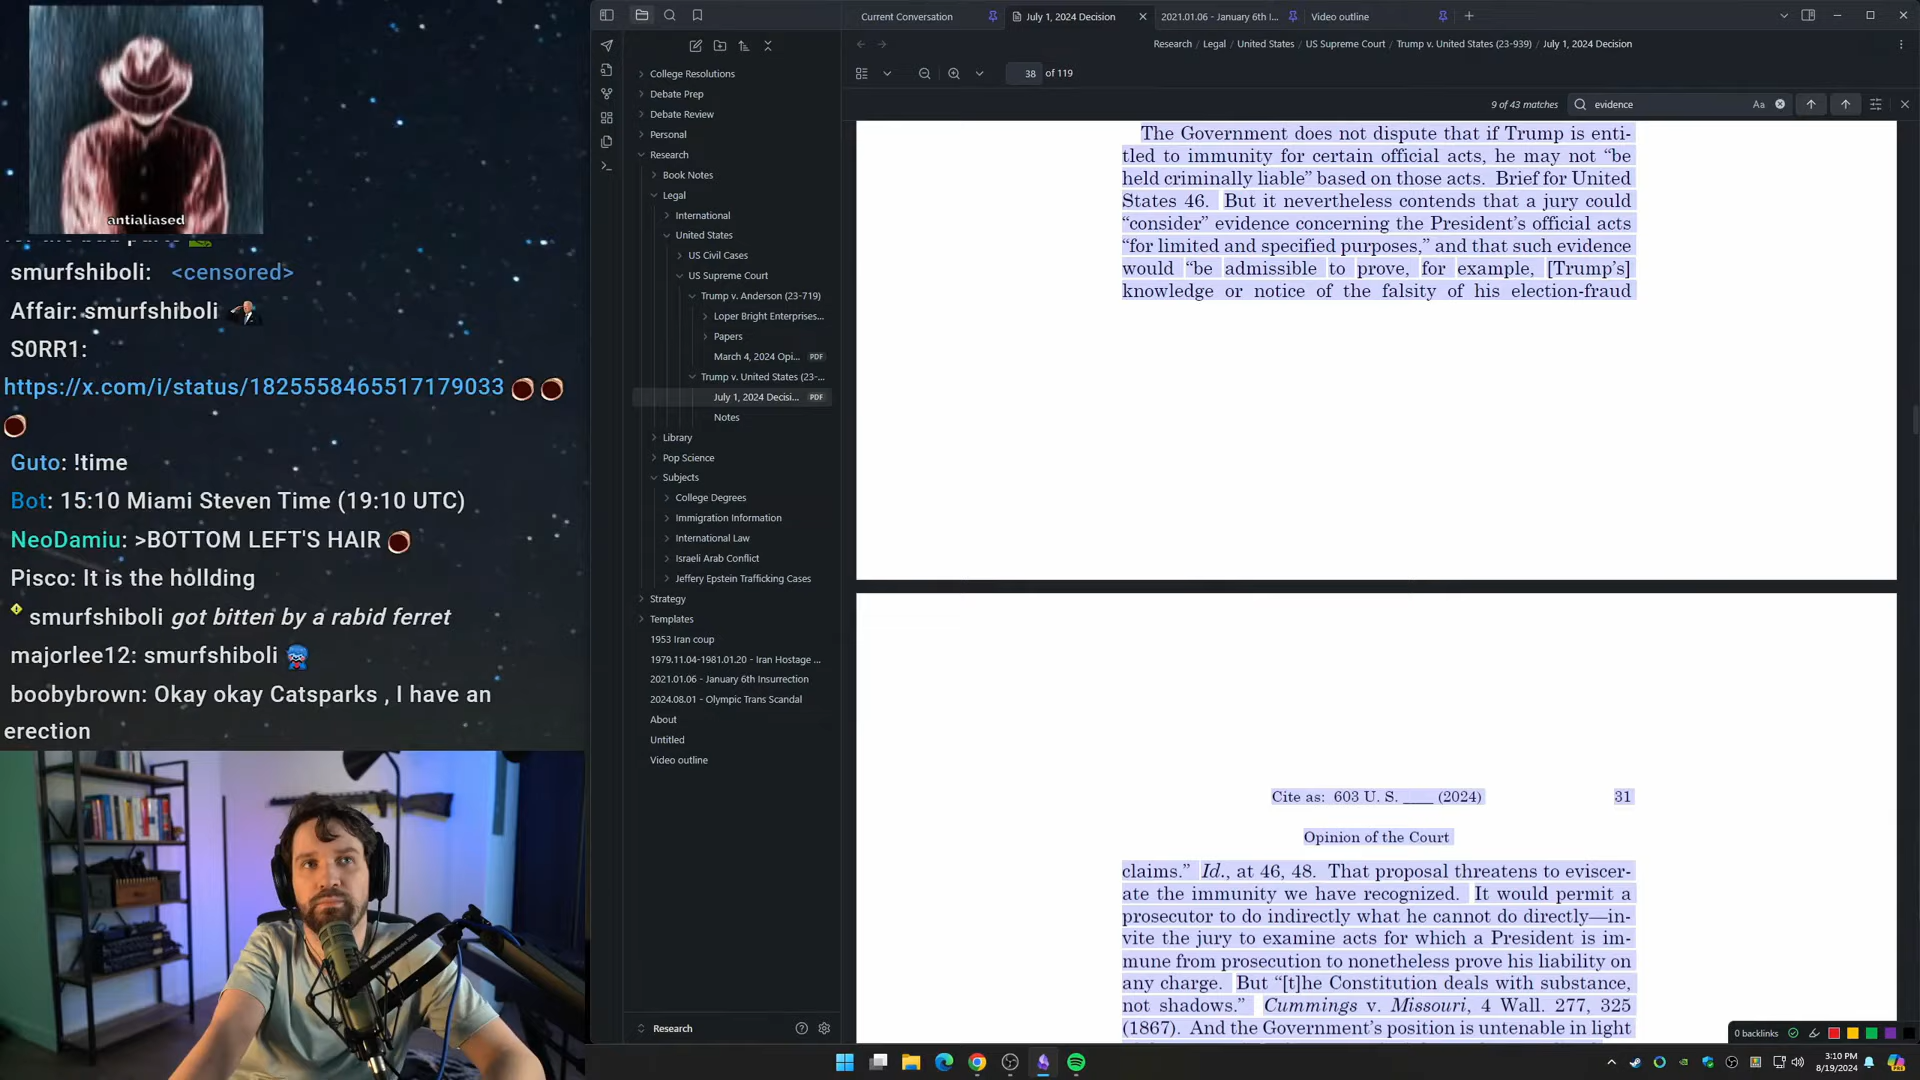 antialiased
smurfshiboli: <censored>
Affair: smurfshiboli
S0RR1:
https://x.com/i/status/1825558465517179033
Guto: !time
Bot: 15:10 Miami Steven Time (19:10 UTC)
NeoDamiu: >BOTTOM LEFT'S HAIR
Pisco: It is the hollding
smurfshiboli got bitten by a rabid ferret
majorlee12: smurfshiboli
boobybrown: Okay okay Catsparks , I have an
erection
College Resolutions
Debate Prep
Debate Review
Personal
Research
Book Notes
Legal
International
United States
US Civil Cases
US Supreme Court
Trump v. Anderson (23-719)
Loper Bright Enterprises...
Papers
March 4, 2024 Opi... PDF
Trump v. United States (23-...
July 1, 2024 Decisi... PDF
Notes
Library
Pop Science
Subjects
College Degrees
Immigration Information
International Law
Israeli Arab Conflict
Jeffery Epstein Trafficking Cases
Strategy
Templates
1953 Iran coup
1979.11.04-1981.01.20 - Iran Hostage ...
2021.01.06 - January 6th Insurrection
2024.08.01 - Olympic Trans Scandal
About
Untitled
Video outline
Research
Current Conversation
July 1, 2024 Decision
2021.01.06 - January 6th I...
Video outline
Research / Legal / United States / US Supreme Court / Trump v. United States (23-939) / July 1, 2024 Decision
38 of 119
9 of 43 matches
evidence
Aa
The Government does not dispute that if Trump is enti-
tled to immunity for certain official acts, he may not “be
held criminally liable” based on those acts. Brief for United
States 46. But it nevertheless contends that a jury could
“consider” evidence concerning the President’s official acts
“for limited and specified purposes,” and that such evidence
would “be admissible to prove, for example, [Trump’s]
knowledge or notice of the falsity of his election-fraud
Cite as: 603 U. S. ____ (2024) 31
Opinion of the Court
claims.” Id., at 46, 48. That proposal threatens to eviscer-
ate the immunity we have recognized. It would permit a
prosecutor to do indirectly what he cannot do directly—in-
vite the jury to examine acts for which a President is im-
mune from prosecution to nonetheless prove his liability on
any charge. But “[t]he Constitution deals with substance,
not shadows.” Cummings v. Missouri, 4 Wall. 277, 325
(1867). And the Government’s position is untenable in light
0 backlinks
3:10 PM
8/19/2024